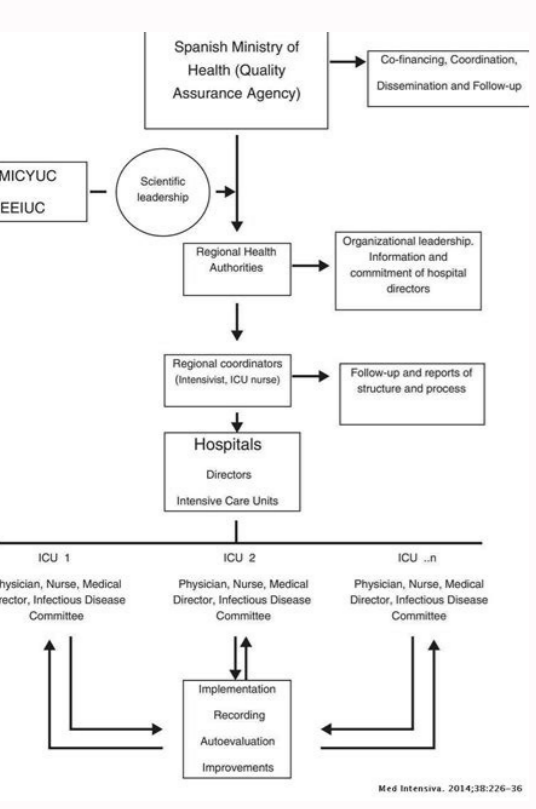 Spanish Ministry of
Health (Quality
Assurance Agency)
Co-financing, Coordination,
Dissemination and Follow-up
MICYUC
EEIUC
Scientific
leadership
Regional Health
Authorities
Organizational leadership.
Information and
commitment of hospital
directors
Regional coordinators
(Intensivist, ICU nurse)
Follow-up and reports of
structure and process
Hospitals
Directors
Intensive Care Units
ICU 1
hysician, Nurse, Medical
rector, Infectious Disease
Committee
ICU 2
Physician, Nurse, Medical
Director, Infectious Disease
Committee
ICU ..n
Physician, Nurse, Medical
Director, Infectious Disease
Committee
Implementation
Recording
Autoevaluation
Improvements
Med Intensiva. 2014;38:226–36